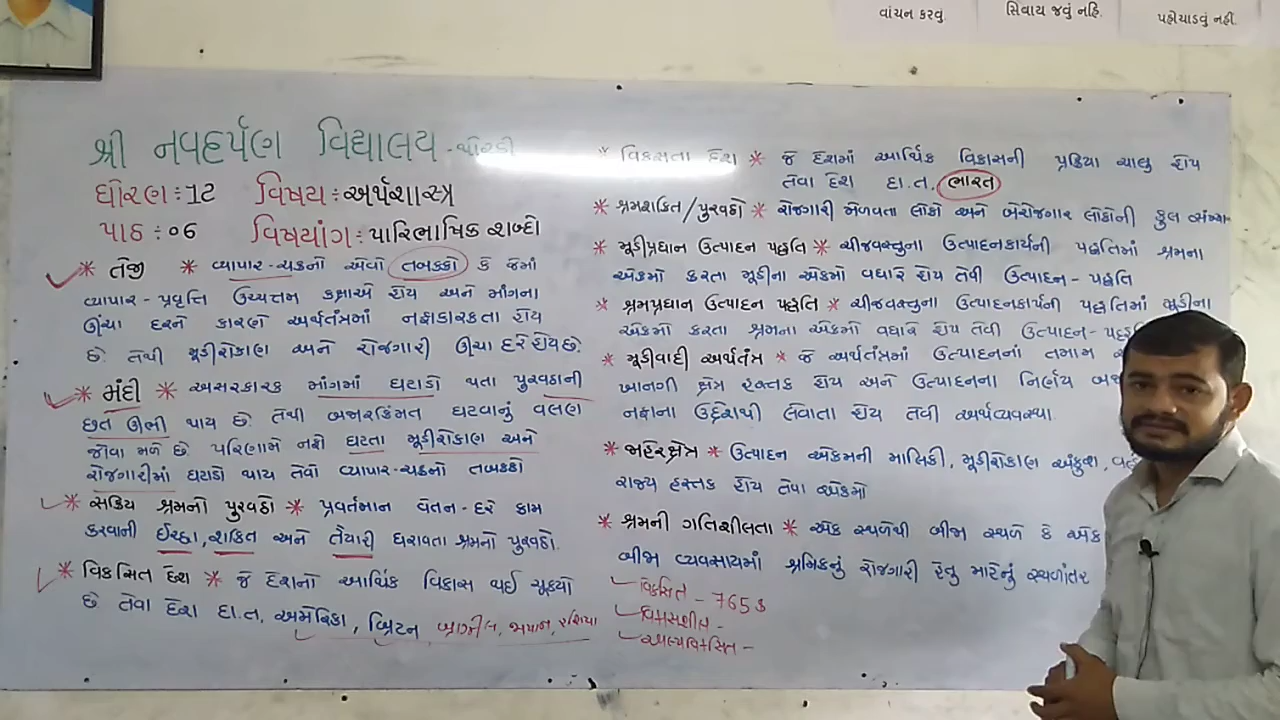 વાંચન કરવું.
સિવાય જવું નહિ.
પહોચાડવું નહી.
શ્રી નવદર્પણ વિદ્યાલય -
ધોરણ : 12 વિષય : અર્થશાસ્ત્ર
પાઠ : ૦6 વિષયાંગ : પારિભાષિક શબ્દો
* તેજી * વ્યાપાર-ચક્રનો એવો તબક્કો કે જેમાં
વ્યાપાર-પ્રવૃત્તિ ઉચ્ચત્તમ કક્ષાએ હોય અને માંગના
ઊંચા દરને કારણે અર્થતંત્રમાં નફાકારકતા હોય
છે તેથી મૂડીરોકાણ અને રોજગારી ઊંચા દરે હોય છે.
* મંદી * અસરકારક માંગમાં ઘટાડો થતા પુરવઠાની
છત ઊભી થાય છે તેથી બજારકિંમત ઘટવાનું વલણ
જોવા મળે છે પરિણામે નફો ઘટતા મૂડીરોકાણ અને
રોજગારીમાં ઘટાડો થાય તેવો વ્યાપાર-ચક્રનો તબક્કો
* સક્રિય શ્રમનો પુરવઠો * પ્રવર્તમાન વેતન-દરે કામ
કરવાની ઈચ્છા, શક્તિ અને તૈયારી ધરાવતા શ્રમનો પુરવઠો.
* વિકસિત દેશ * જે દેશનો આર્થિક વિકાસ થઈ ચૂક્યો
છે તેવા દેશ દા.ત. અમેરિકા, બ્રિટન બ્રાઝીલ, જાપાન, રશિયા
* વિકસતા દેશ * જે દેશમાં આર્થિક વિકાસની પ્રક્રિયા ચાલુ હોય
તેવા દેશ દા.ત. ભારત
* શ્રમશક્તિ/પુરવઠો * રોજગારી મેળવતા લોકો અને બેરોજગાર લોકોની કુલ સંખ્યા-
* મૂડીપ્રધાન ઉત્પાદન પદ્ધતિ * ચીજવસ્તુના ઉત્પાદનકાર્યની પદ્ધતિમાં શ્રમના
એકમો કરતા મૂડીના એકમો વધારે હોય તેવી ઉત્પાદન-પદ્ધતિ
* શ્રમપ્રધાન ઉત્પાદન પદ્ધતિ * ચીજવસ્તુના ઉત્પાદનકાર્યની પદ્ધતિમાં મૂડીના
એકમો કરતા શ્રમના એકમો વધારે હોય તેવી ઉત્પાદન-
* મૂડીવાદી અર્થતંત્ર * જે અર્થતંત્રમાં ઉત્પાદનનાં તમામ
ખાનગી ક્ષેત્ર હસ્તક હોય અને ઉત્પાદનના નિર્ણય
નફાના ઉદ્દેશથી લેવાતા હોય તેવી અર્થવ્યવસ્થા
* જાહેરક્ષેત્ર * ઉત્પાદન એકમની માલિકી, મૂડીરોકાણ અંકુશ,
રાજ્ય હસ્તક હોય તેવા એકમો
* શ્રમની ગતિશીલતા * એક સ્થળેથી બીજા સ્થળે કે એક
બીજા વ્યવસાયમાં શ્રમિકનું રોજગારી હેતુ માટેનું સ્થળાંતર
વિકસિત - 765$
વિકાસશીલ -
અલ્પવિકસિત -